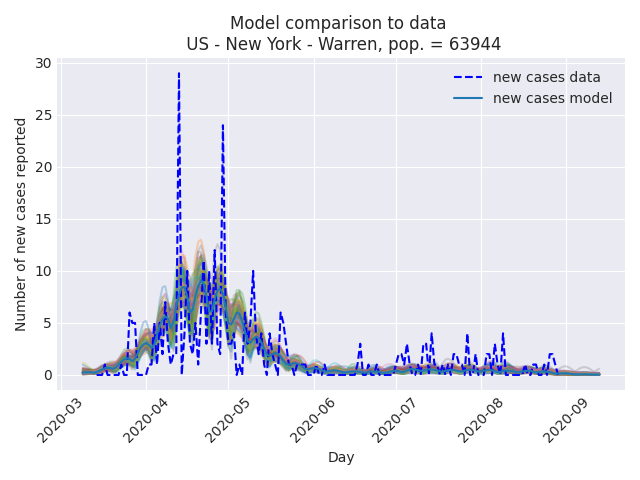 Model comparison to data
US - New York - Warren, pop. = 63944
new cases data
new cases model
Number of new cases reported
30
25
20
15
10
5
0
2020-03
2020-04
2020-05
2020-06
2020-07
2020-08
2020-09
Day